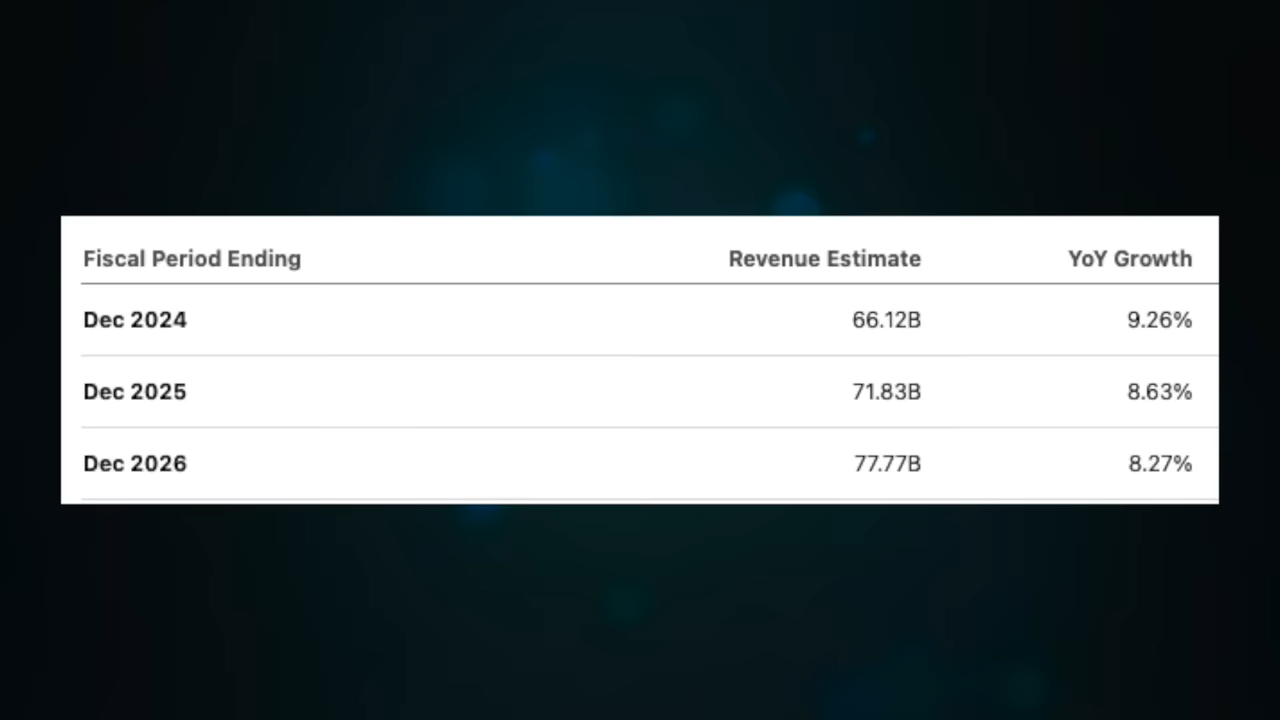 Fiscal Period Ending Revenue Estimate YoY Growth
Dec 2024 66.12B 9.26%
Dec 2025 71.83B 8.63%
Dec 2026 77.77B 8.27%